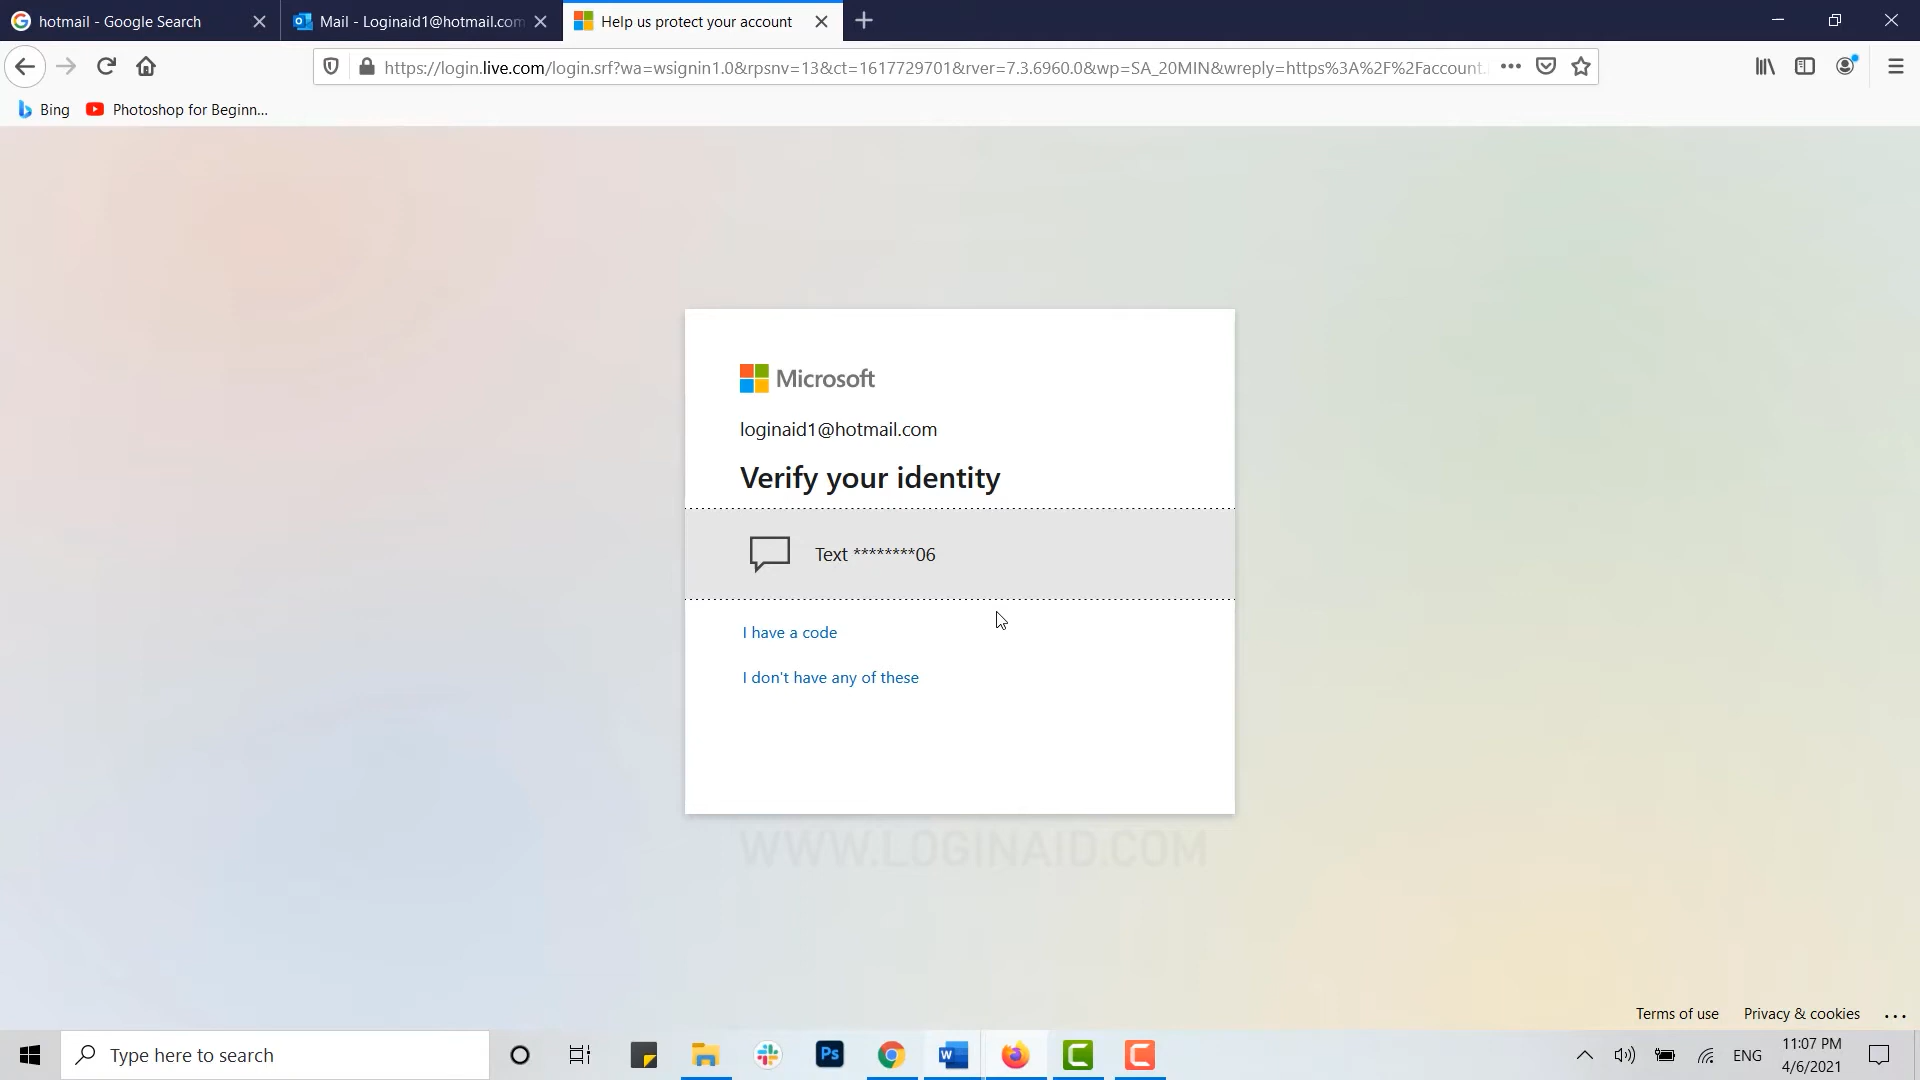 hotmail - Google Search
Mail - Loginaid1@hotmail.com
Help us protect your account
https://login.live.com/login.srf?wa=wsignin1.0&rpsnv=13&ct=1617729701&rver=7.3.6960.0&wp=SA_20MIN&wreply=https%3A%2F%2Faccount.
Bing
Photoshop for Beginn...
Microsoft
loginaid1@hotmail.com
Verify your identity
Text ********06
I have a code
I don't have any of these
WWW.LOGINAID.COM
Terms of use
Privacy & cookies
...
Type here to search
Ps
W
ENG
11:07 PM
4/6/2021